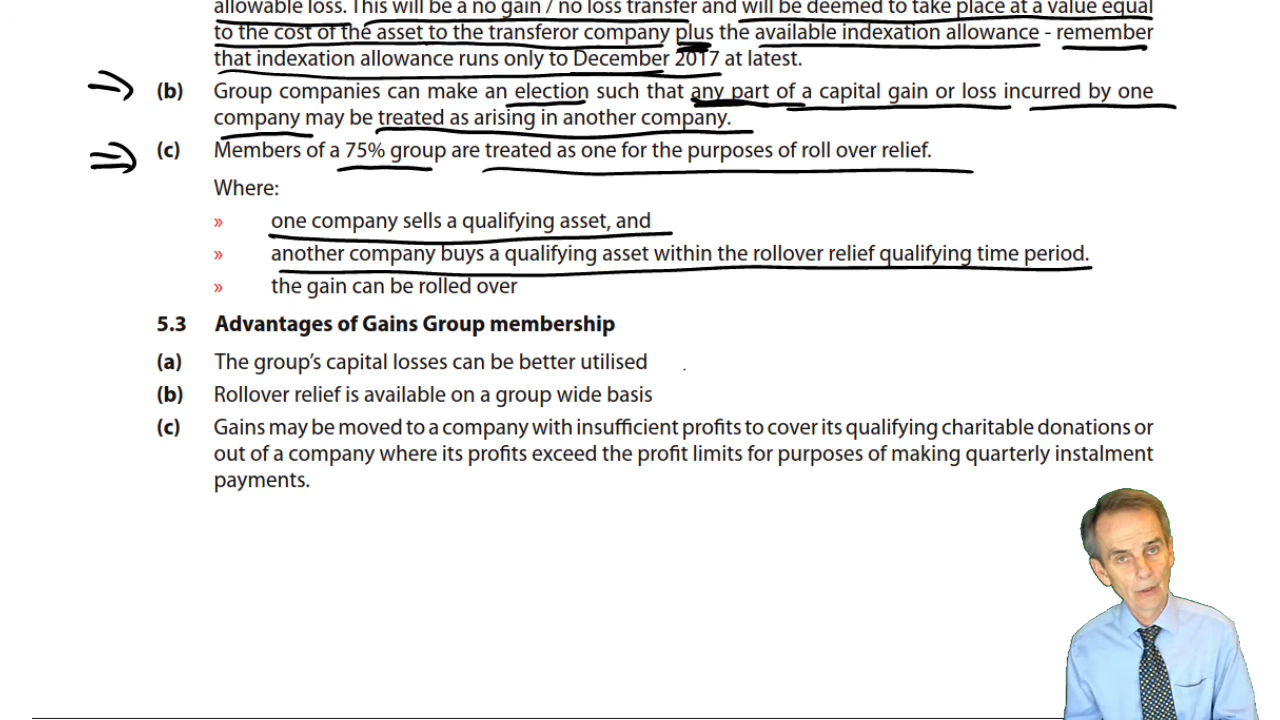 allowable loss. This will be a no gain / no loss transfer and will be deemed to take place at a value equal
to the cost of the asset to the transferor company plus the available indexation allowance - remember
that indexation allowance runs only to December 2017 at latest.
(b) Group companies can make an election such that any part of a capital gain or loss incurred by one
company may be treated as arising in another company.
(c) Members of a 75% group are treated as one for the purposes of roll over relief.
Where:
» one company sells a qualifying asset, and
» another company buys a qualifying asset within the rollover relief qualifying time period.
» the gain can be rolled over
5.3 Advantages of Gains Group membership
(a) The group's capital losses can be better utilised
(b) Rollover relief is available on a group wide basis
(c) Gains may be moved to a company with insufficient profits to cover its qualifying charitable donations or
out of a company where its profits exceed the profit limits for purposes of making quarterly instalment
payments.